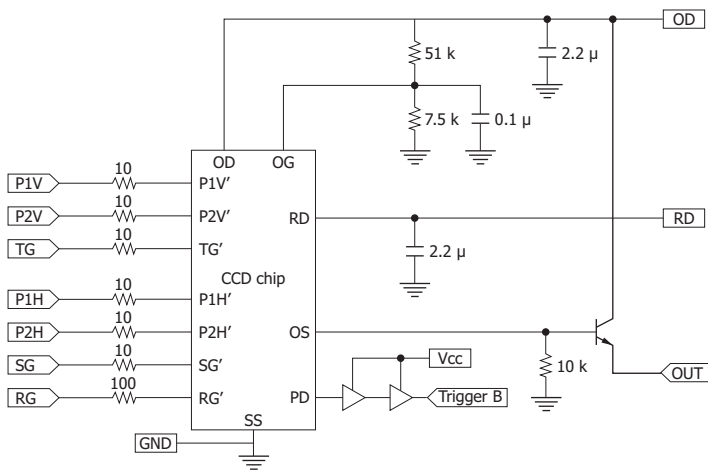 OD
51 k
2.2 µ
7.5 k
0.1 µ
OD OG
P1V 10 P1V′
P2V 10 P2V′
RD RD
TG 10 TG′
2.2 µ
CCD chip
P1H 10 P1H′
P2H 10 P2H′
OS
Vcc
SG 10 SG′
10 k
OUT
RG 100 RG′
PD
Trigger B
SS
GND